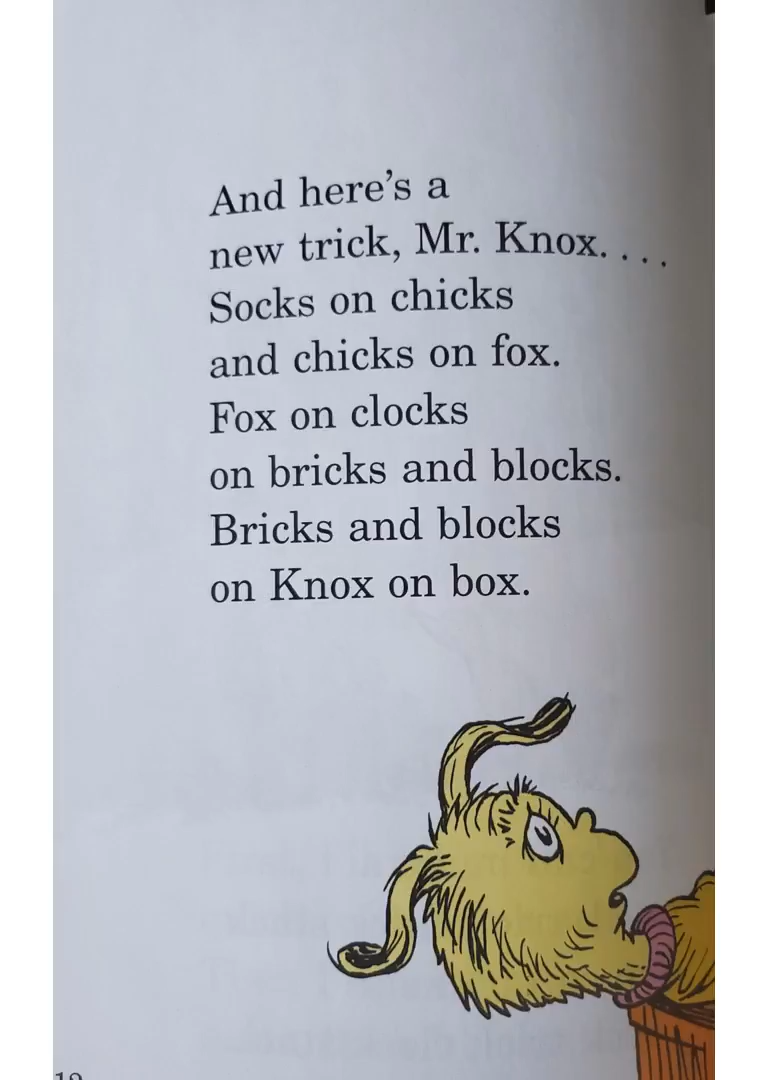 And here's a
new trick, Mr. Knox. . . .
Socks on chicks
and chicks on fox.
Fox on clocks
on bricks and blocks.
Bricks and blocks
on Knox on box.